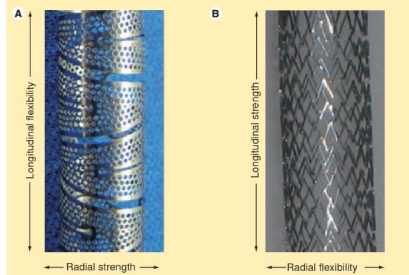 A
Longitudinal flexibility
Radial strength
B
Longitudinal strength
Radial flexibility